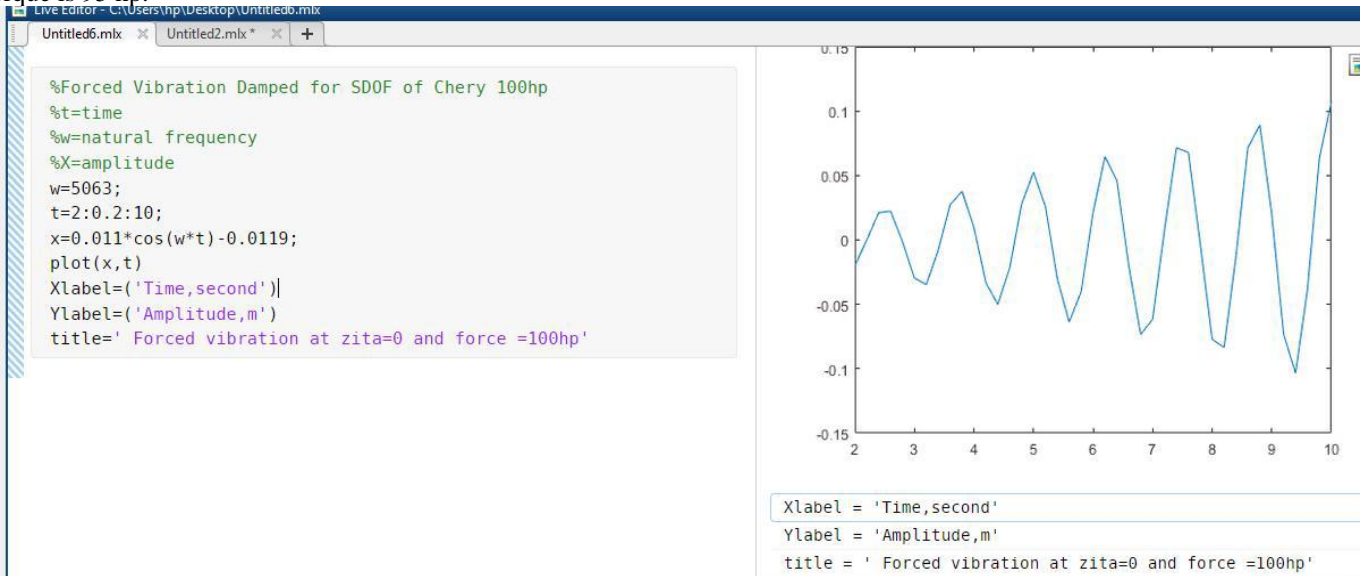 Live Editor - C:\Users\hp\Desktop\Untitled6.mlx
Untitled6.mlx
Untitled2.mlx *
%Forced Vibration Damped for SDOF of Chery 100hp
%t=time
%w=natural frequency
%X=amplitude
w=5063;
t=2:0.2:10;
x=0.011*cos(w*t)-0.0119;
plot(x,t)
Xlabel=('Time,second')
Ylabel=('Amplitude,m')
title=' Forced vibration at zita=0 and force =100hp'
0.15
0.1
0.05
0
-0.05
-0.1
-0.15
2 3 4 5 6 7 8 9 10
Xlabel = 'Time,second'
Ylabel = 'Amplitude,m'
title = ' Forced vibration at zita=0 and force =100hp'